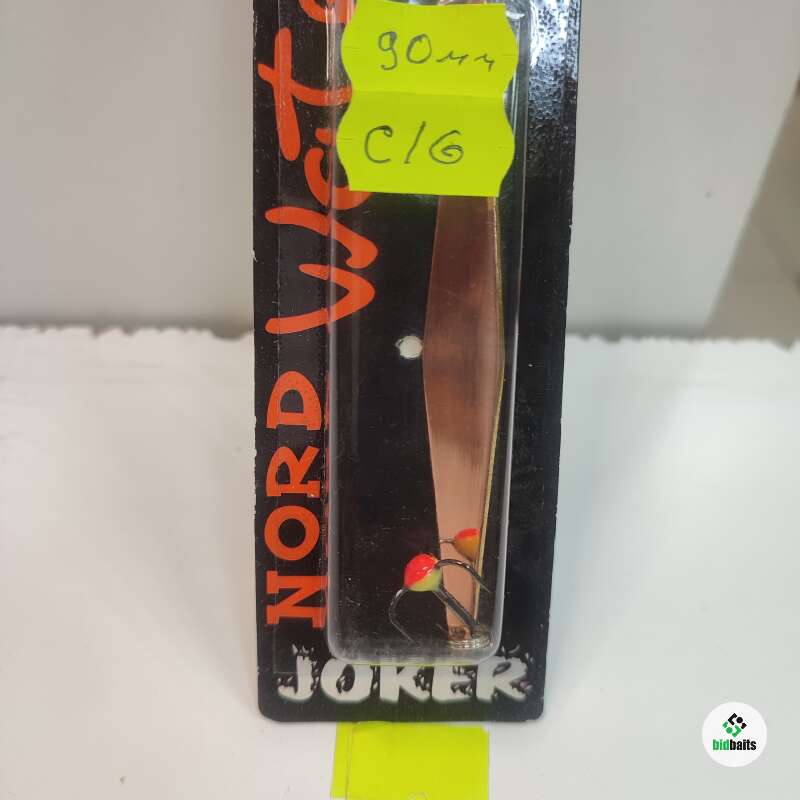 90мм
C/G
NORD Wate
JOKER
bidbaits